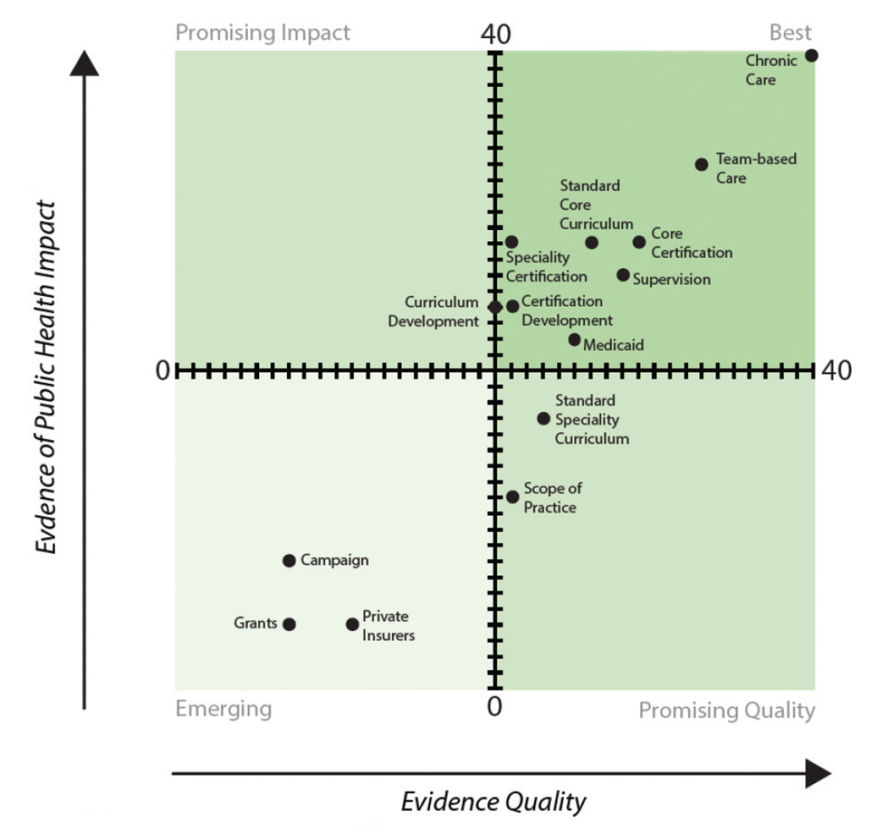 Promising Impact
40
Best
Chronic
Care
Team-based
Care
Standard
Core
Curriculum
Core
Certification
Speciality
Certification
Supervision
Curriculum
Development
Certification
Development
Medicaid
0
40
Standard
Speciality
Curriculum
Scope of
Practice
Campaign
Grants
Private
Insurers
Emerging
0
Promising Quality
Evdence of Public Health Impact
Evidence Quality